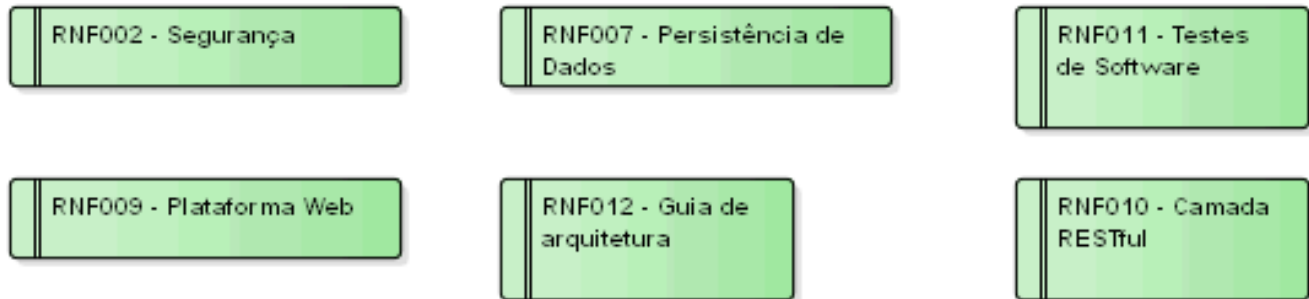 RNF002 - Segurança
RNF007 - Persistência de
Dados
RNF011 - Testes
de Software
RNF009 - Plataforma Web
RNF012 - Guia de
arquitetura
RNF010 - Camada
RESTful